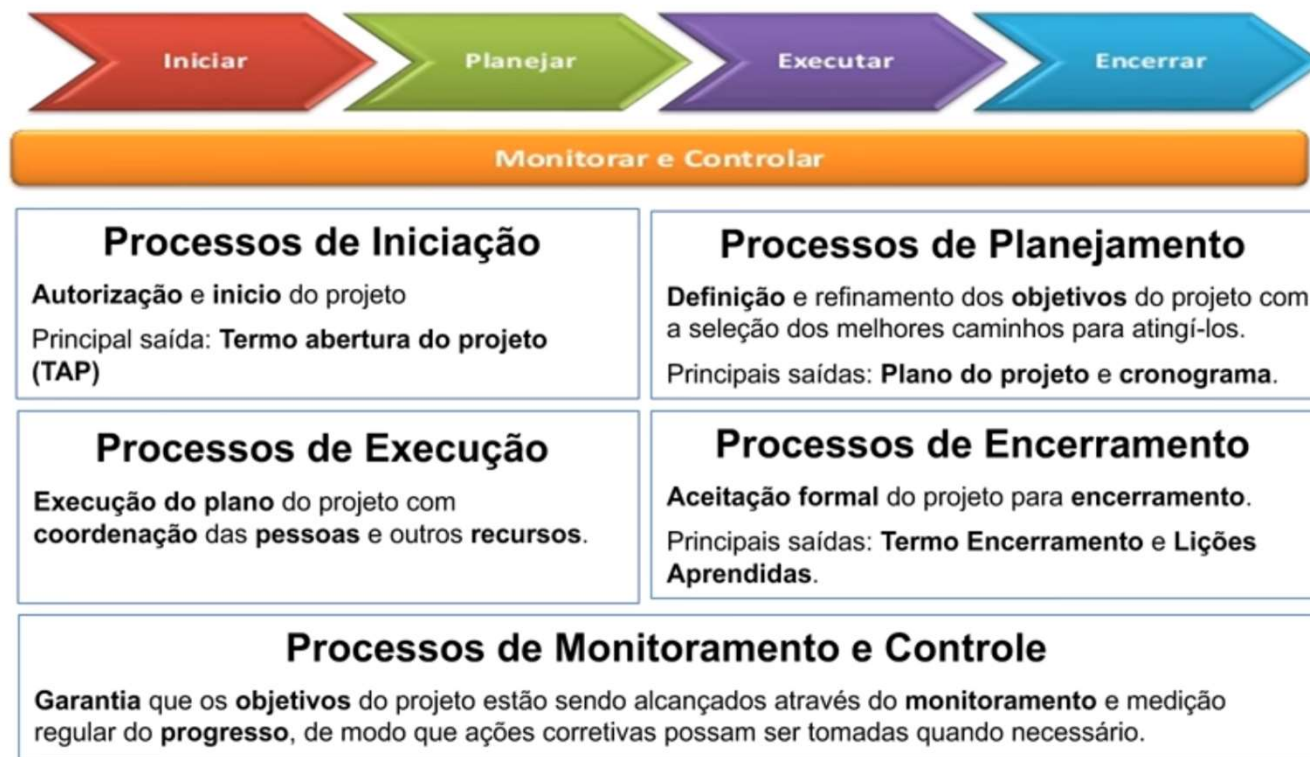 Iniciar
Planejar
Executar
Encerrar
Monitorar e Controlar
Processos de Iniciação
Autorização e inicio do projeto
Principal saída: Termo abertura do projeto
(TAP)
Processos de Planejamento
Definição e refinamento dos objetivos do projeto com
a seleção dos melhores caminhos para atingí-los.
Principais saídas: Plano do projeto e cronograma.
Processos de Execução
Execução do plano do projeto com
coordenação das pessoas e outros recursos.
Processos de Encerramento
Aceitação formal do projeto para encerramento.
Principais saídas: Termo Encerramento e Lições
Aprendidas.
Processos de Monitoramento e Controle
Garantia que os objetivos do projeto estão sendo alcançados através do monitoramento e medição
regular do progresso, de modo que ações corretivas possam ser tomadas quando necessário.